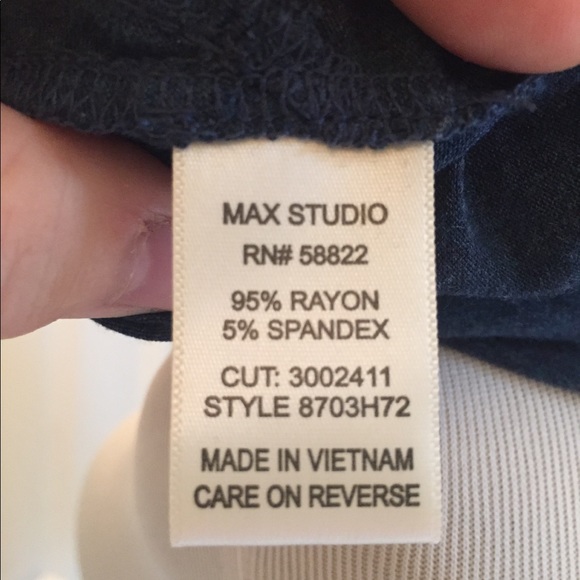 MAX STUDIO
RN# 58822
95% RAYON
5% SPANDEX
CUT: 3002411
STYLE 8703H72
MADE IN VIETNAM
CARE ON REVERSE